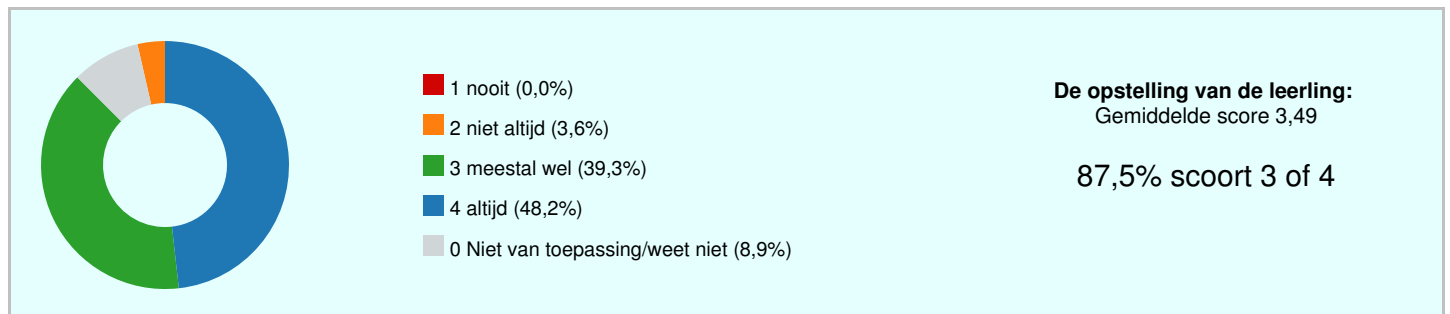 1 nooit (0,0%)
2 niet altijd (3,6%)
3 meestal wel (39,3%)
4 altijd (48,2%)
0 Niet van toepassing/weet niet (8,9%)
De opstelling van de leerling:
Gemiddelde score 3,49
87,5% scoort 3 of 4